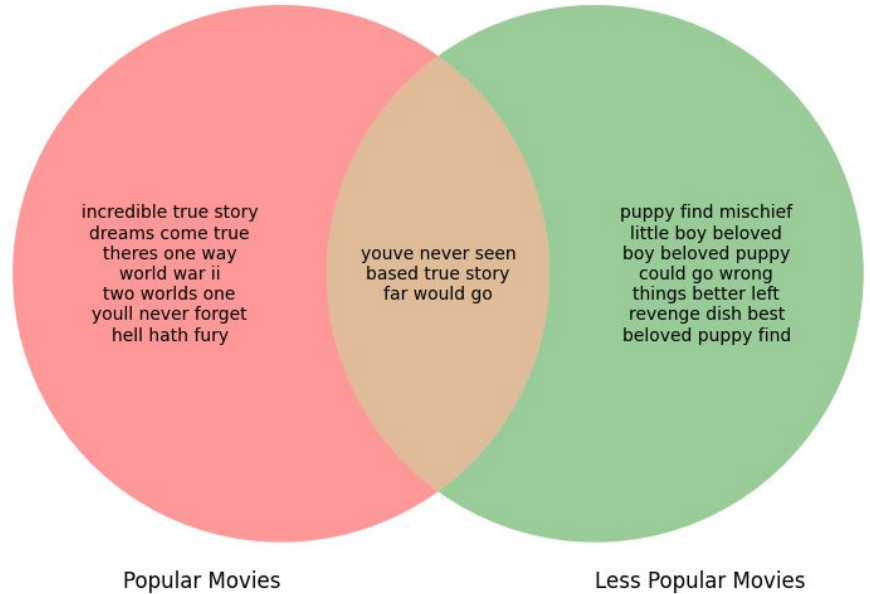 incredible true story
dreams come true
theres one way
world war ii
two worlds one
youll never forget
hell hath fury
youve never seen
based true story
far would go
puppy find mischief
little boy beloved
boy beloved puppy
could go wrong
things better left
revenge dish best
beloved puppy find
Popular Movies
Less Popular Movies